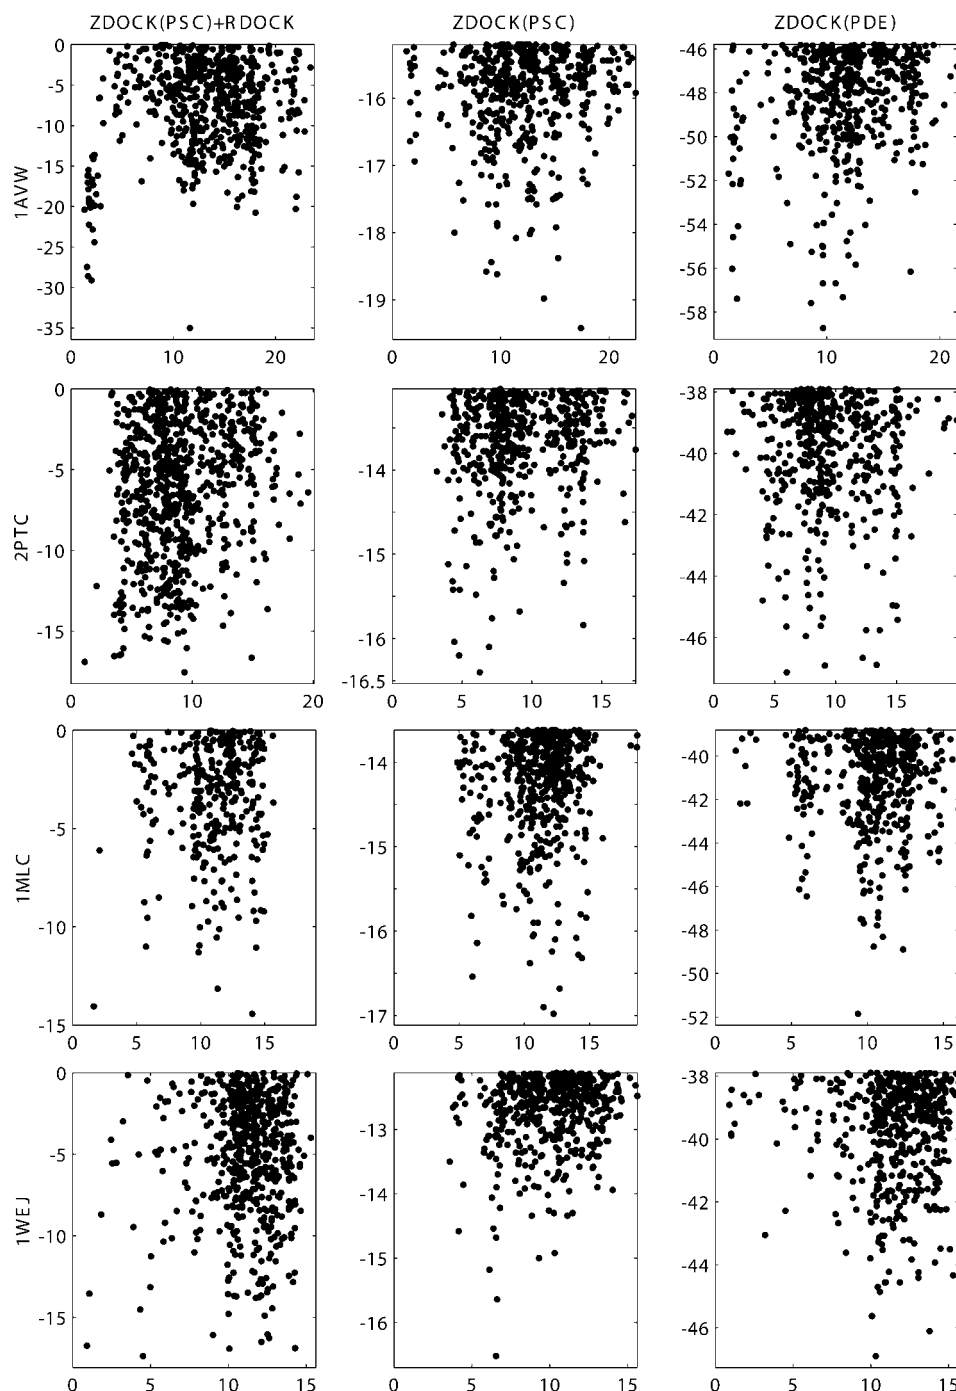 ZDOCK(PSC)+RDOCK ZDOCK(PSC) ZDOCK(PDE)
1AVW
0 -5 -10 -15 -20 -25 -30 -35
0 10 20
-16 -17 -18 -19
0 5 10 15 20
-46 -48 -50 -52 -54 -56 -58
0 10 20
2PTC
0 -5 -10 -15
0 10 20
-14 -15 -16 -16.5
0 5 10 15
-38 -40 -42 -44 -46
0 5 10 15
1MLC
0 -5 -10 -15
0 5 10 15
-14 -15 -16 -17
0 5 10 15
-40 -42 -44 -46 -48 -50 -52
0 5 10 15
1WEJ
0 -5 -10 -15
0 5 10 15
-13 -14 -15 -16
0 5 10 15
-38 -40 -42 -44 -46
0 5 10 15